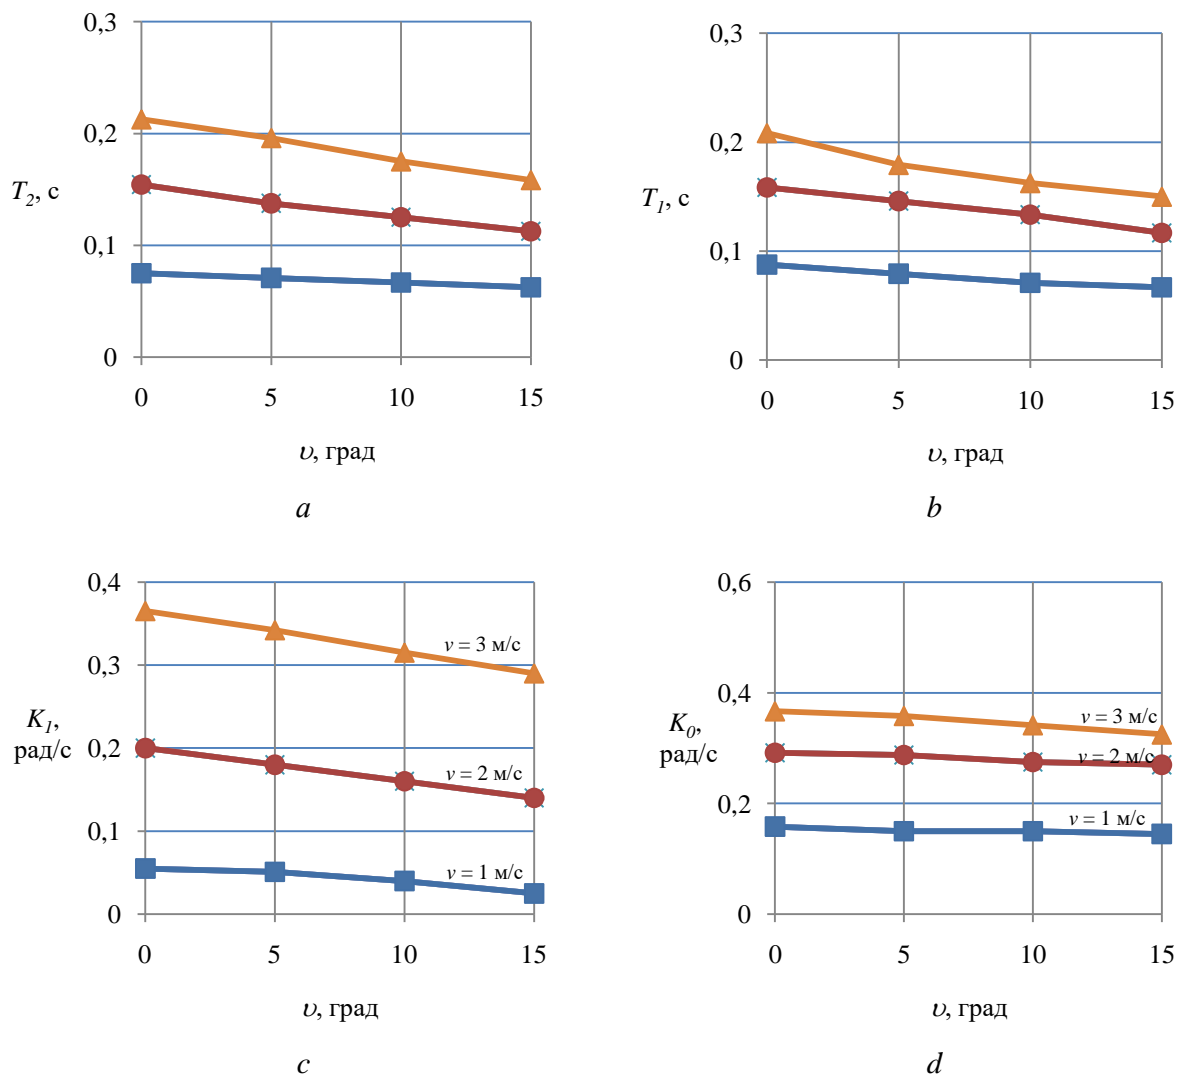 0,3
0,2
T2, с
0,1
0
0 5 10 15
υ, град
a
0,3
0,2
T1, с
0,1
0
0 5 10 15
υ, град
b
0,4
v = 3 м/с
0,3
K1,
рад/с
0,2
v = 2 м/с
0,1
v = 1 м/с
0
0 5 10 15
υ, град
c
0,6
0,4
v = 3 м/с
K0,
рад/с
v = 2 м/с
0,2
v = 1 м/с
0
0 5 10 15
υ, град
d